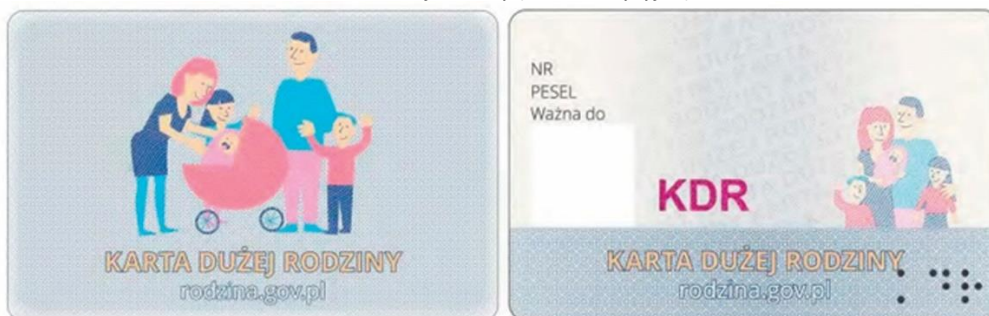 KARTA DUŻEJ RODZINY
rodzina.gov.pl
NR
PESEL
Ważna do
KDR
KARTA DUŻEJ RODZINY
rodzina.gov.pl